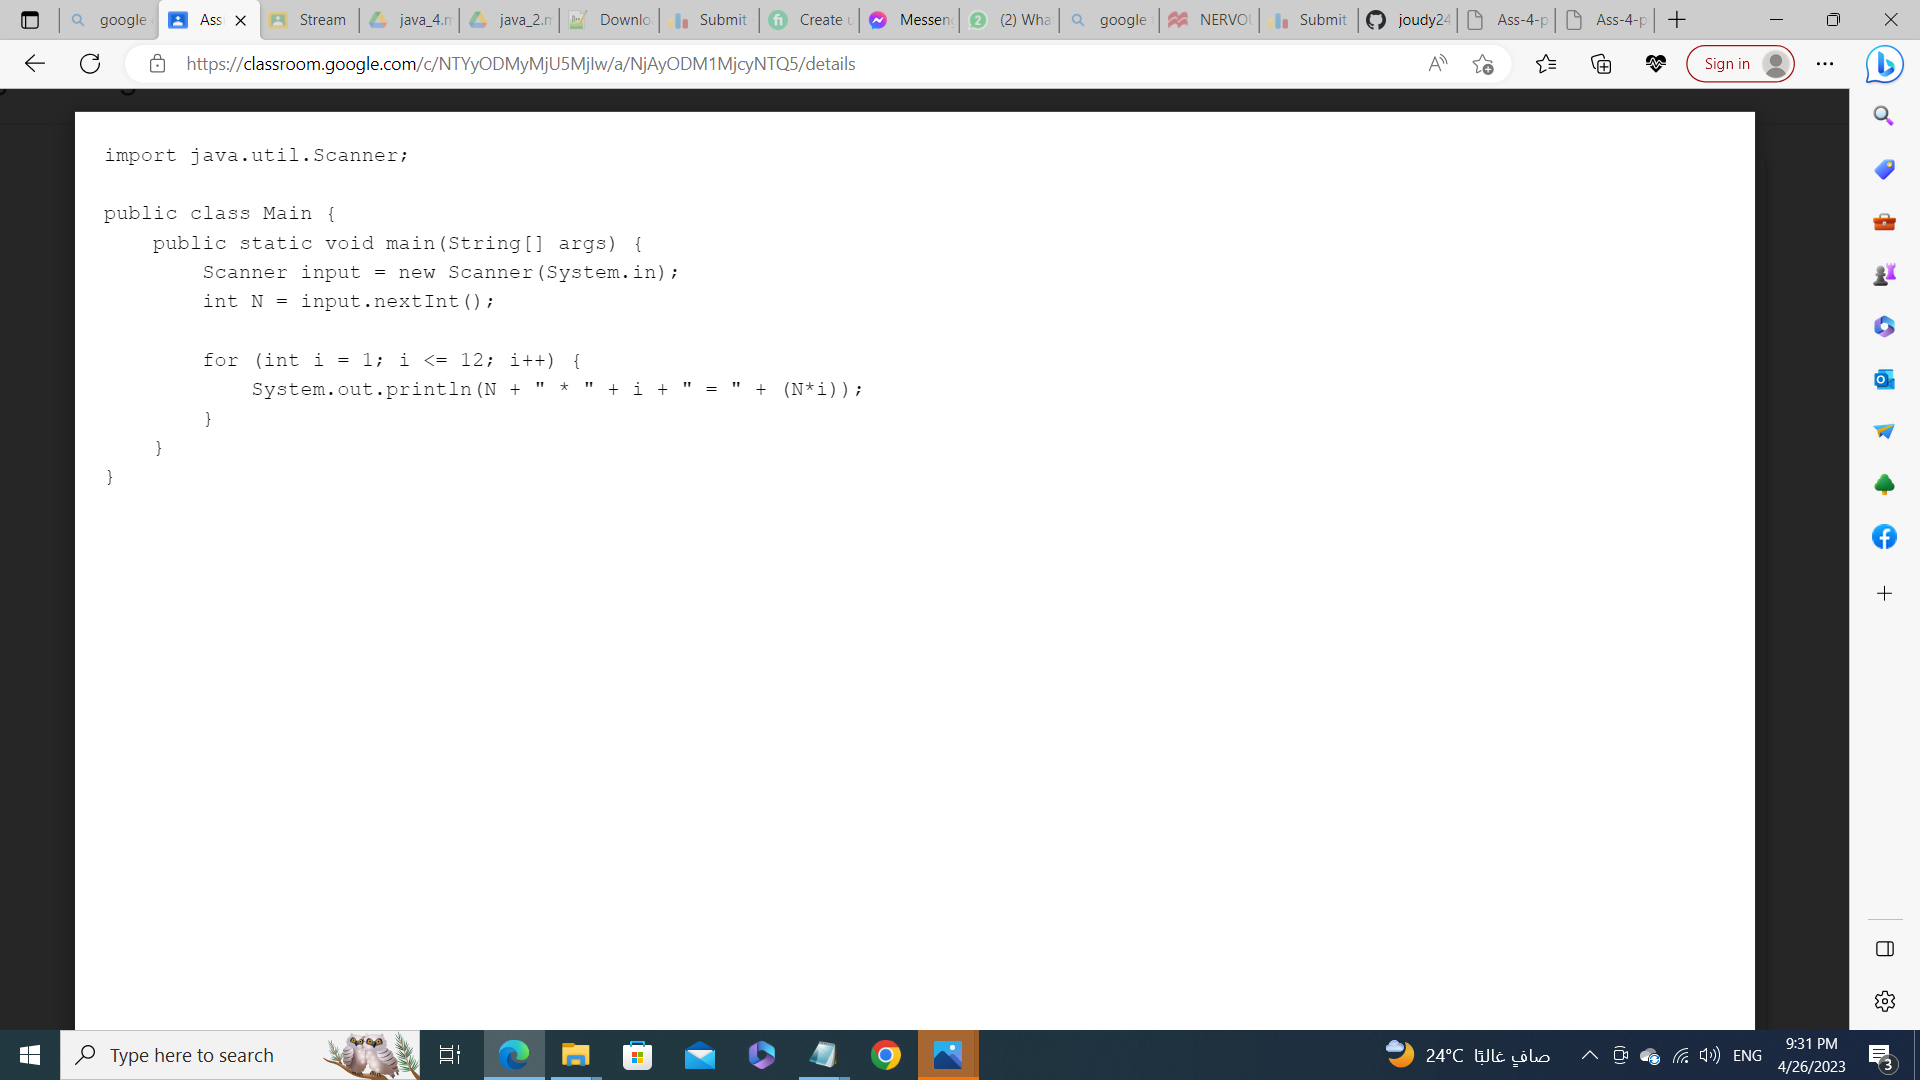 google
Ass
Stream
java_4.m
java_2.m
Downlo
Submit
Create u
Messen
(2) Wha
google
NERVOU
Submit
joudy24
Ass-4-p
Ass-4-p
https://classroom.google.com/c/NTYyODMyMjU5Mjlw/a/NjAyODM1MjcyNTQ5/details
Sign in
import java.util.Scanner;
public class Main {
public static void main(String[] args) {
Scanner input = new Scanner(System.in);
int N = input.nextInt();
for (int i = 1; i <= 12; i++) {
System.out.println(N + " * " + i + " = " + (N*i));
}
}
}
Type here to search
24°C صافٍ غالبًا
ENG
9:31 PM
4/26/2023
3